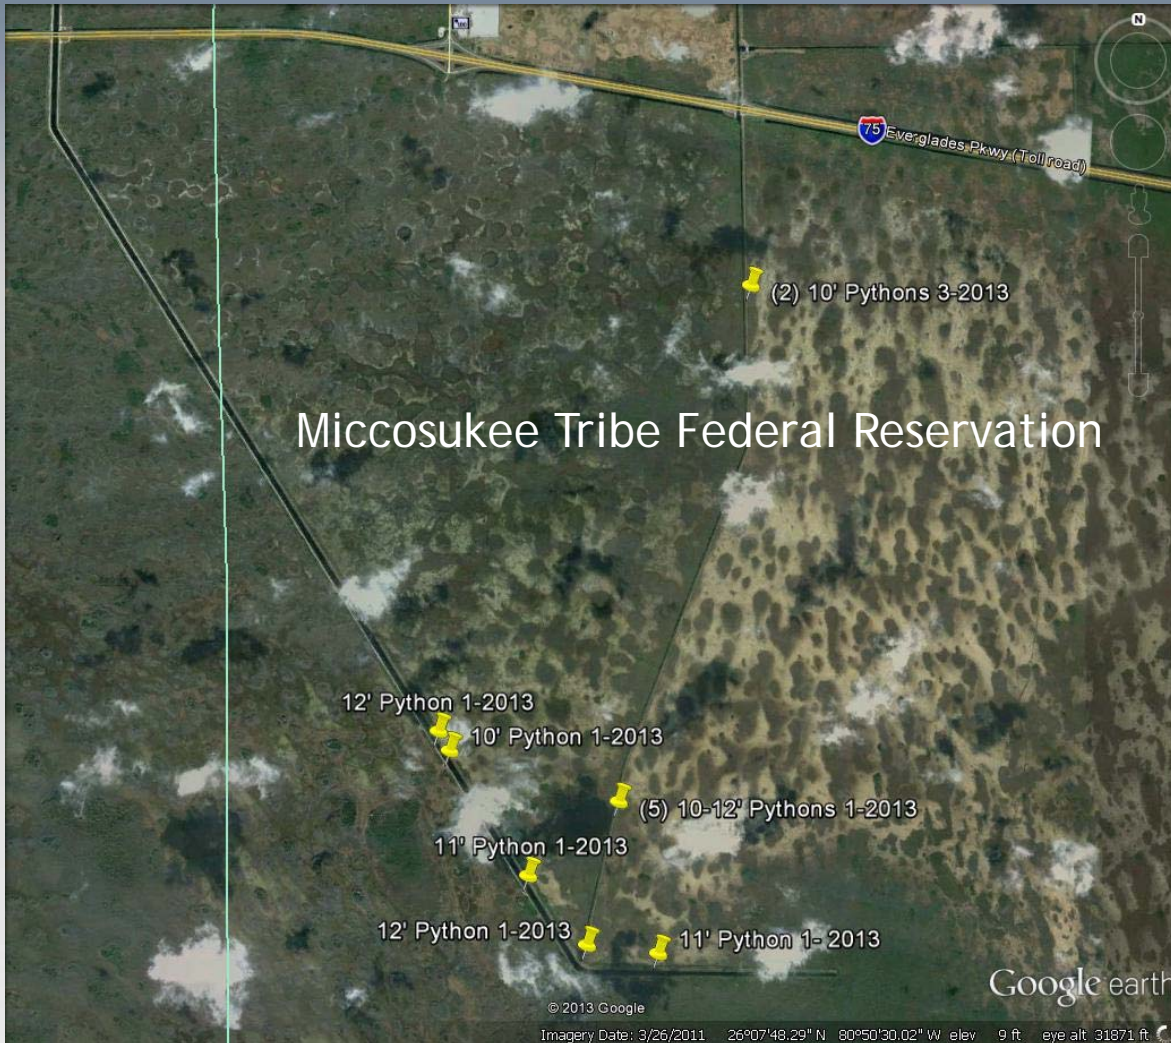 N
75 Everglades Pkwy (Toll road)
(2) 10' Pythons 3-2013
Miccosukee Tribe Federal Reservation
12' Python 1-2013
10' Python 1-2013
(5) 10-12' Pythons 1-2013
11' Python 1-2013
12' Python 1-2013
11' Python 1- 2013
Google earth
© 2013 Google
Imagery Date: 3/26/2011 26°07'48.29" N 80°50'30.02" W elev 9 ft eye alt 31871 ft